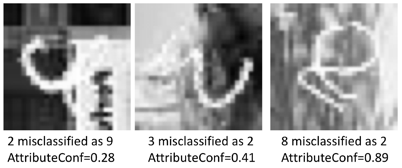 2 misclassified as 9
AttributeConf=0.28
3 misclassified as 2
AttributeConf=0.41
8 misclassified as 2
AttributeConf=0.89